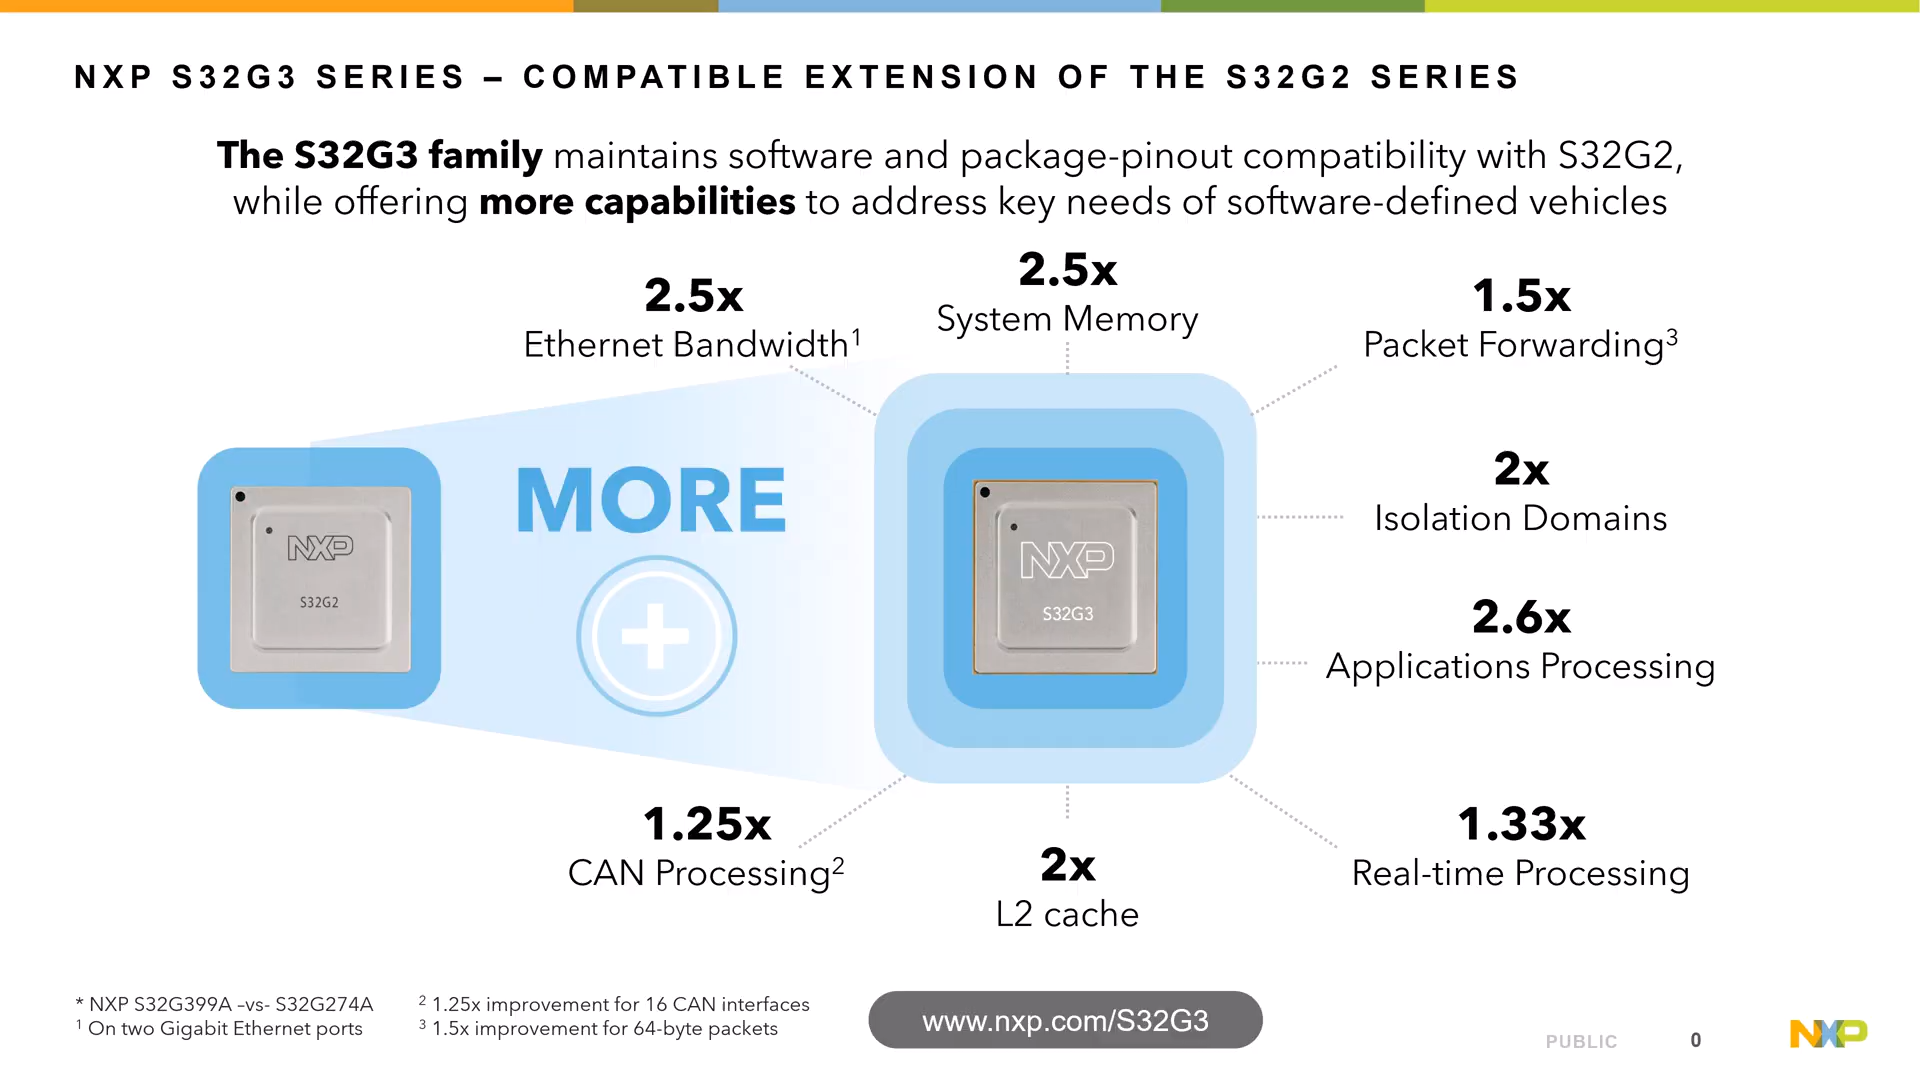 NXP S32G3 SERIES – COMPATIBLE EXTENSION OF THE S32G2 SERIES
The S32G3 family maintains software and package-pinout compatibility with S32G2,
while offering more capabilities to address key needs of software-defined vehicles
2.5x
Ethernet Bandwidth¹
2.5x
System Memory
1.5x
Packet Forwarding³
2x
Isolation Domains
2.6x
Applications Processing
MORE
NXP
S32G2
NXP
S32G3
1.25x
CAN Processing²
2x
L2 cache
1.33x
Real-time Processing
* NXP S32G399A –vs- S32G274A
¹ On two Gigabit Ethernet ports
² 1.25x improvement for 16 CAN interfaces
³ 1.5x improvement for 64-byte packets
www.nxp.com/S32G3
PUBLIC
0
NXP